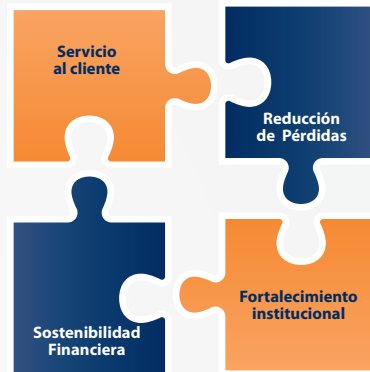 Servicio
al cliente
Reducción
de Pérdidas
Sostenibilidad
Financiera
Fortalecimiento
institucional